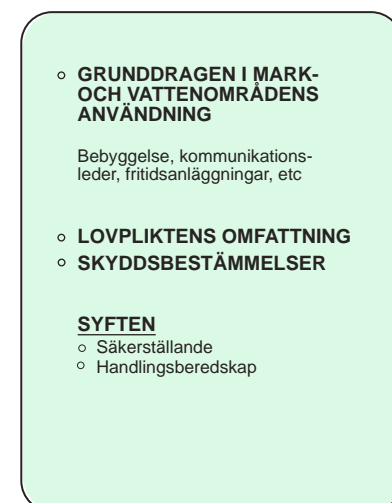 GRUNDDRAGEN I MARK-
OCH VATTENOMRÅDENS
ANVÄNDNING
Bebyggelse, kommunikations-
leder, fritidsanläggningar, etc
LOVPLIKTENS OMFATTNING
SKYDDSBESTÄMMELSER
SYFTEN
Säkerställande
Handlingsberedskap